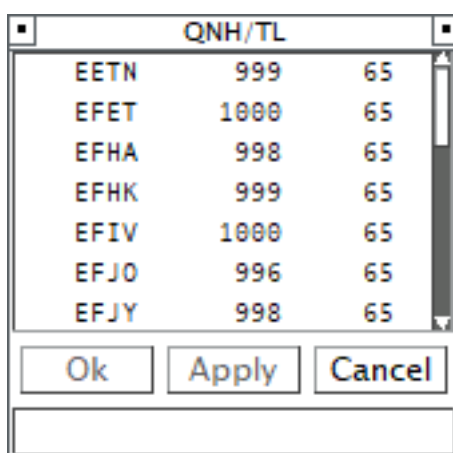 QNH/TL
EETN 999 65
EFET 1000 65
EFHA 998 65
EFHK 999 65
EFIV 1000 65
EFJO 996 65
EFJY 998 65
Ok Apply Cancel